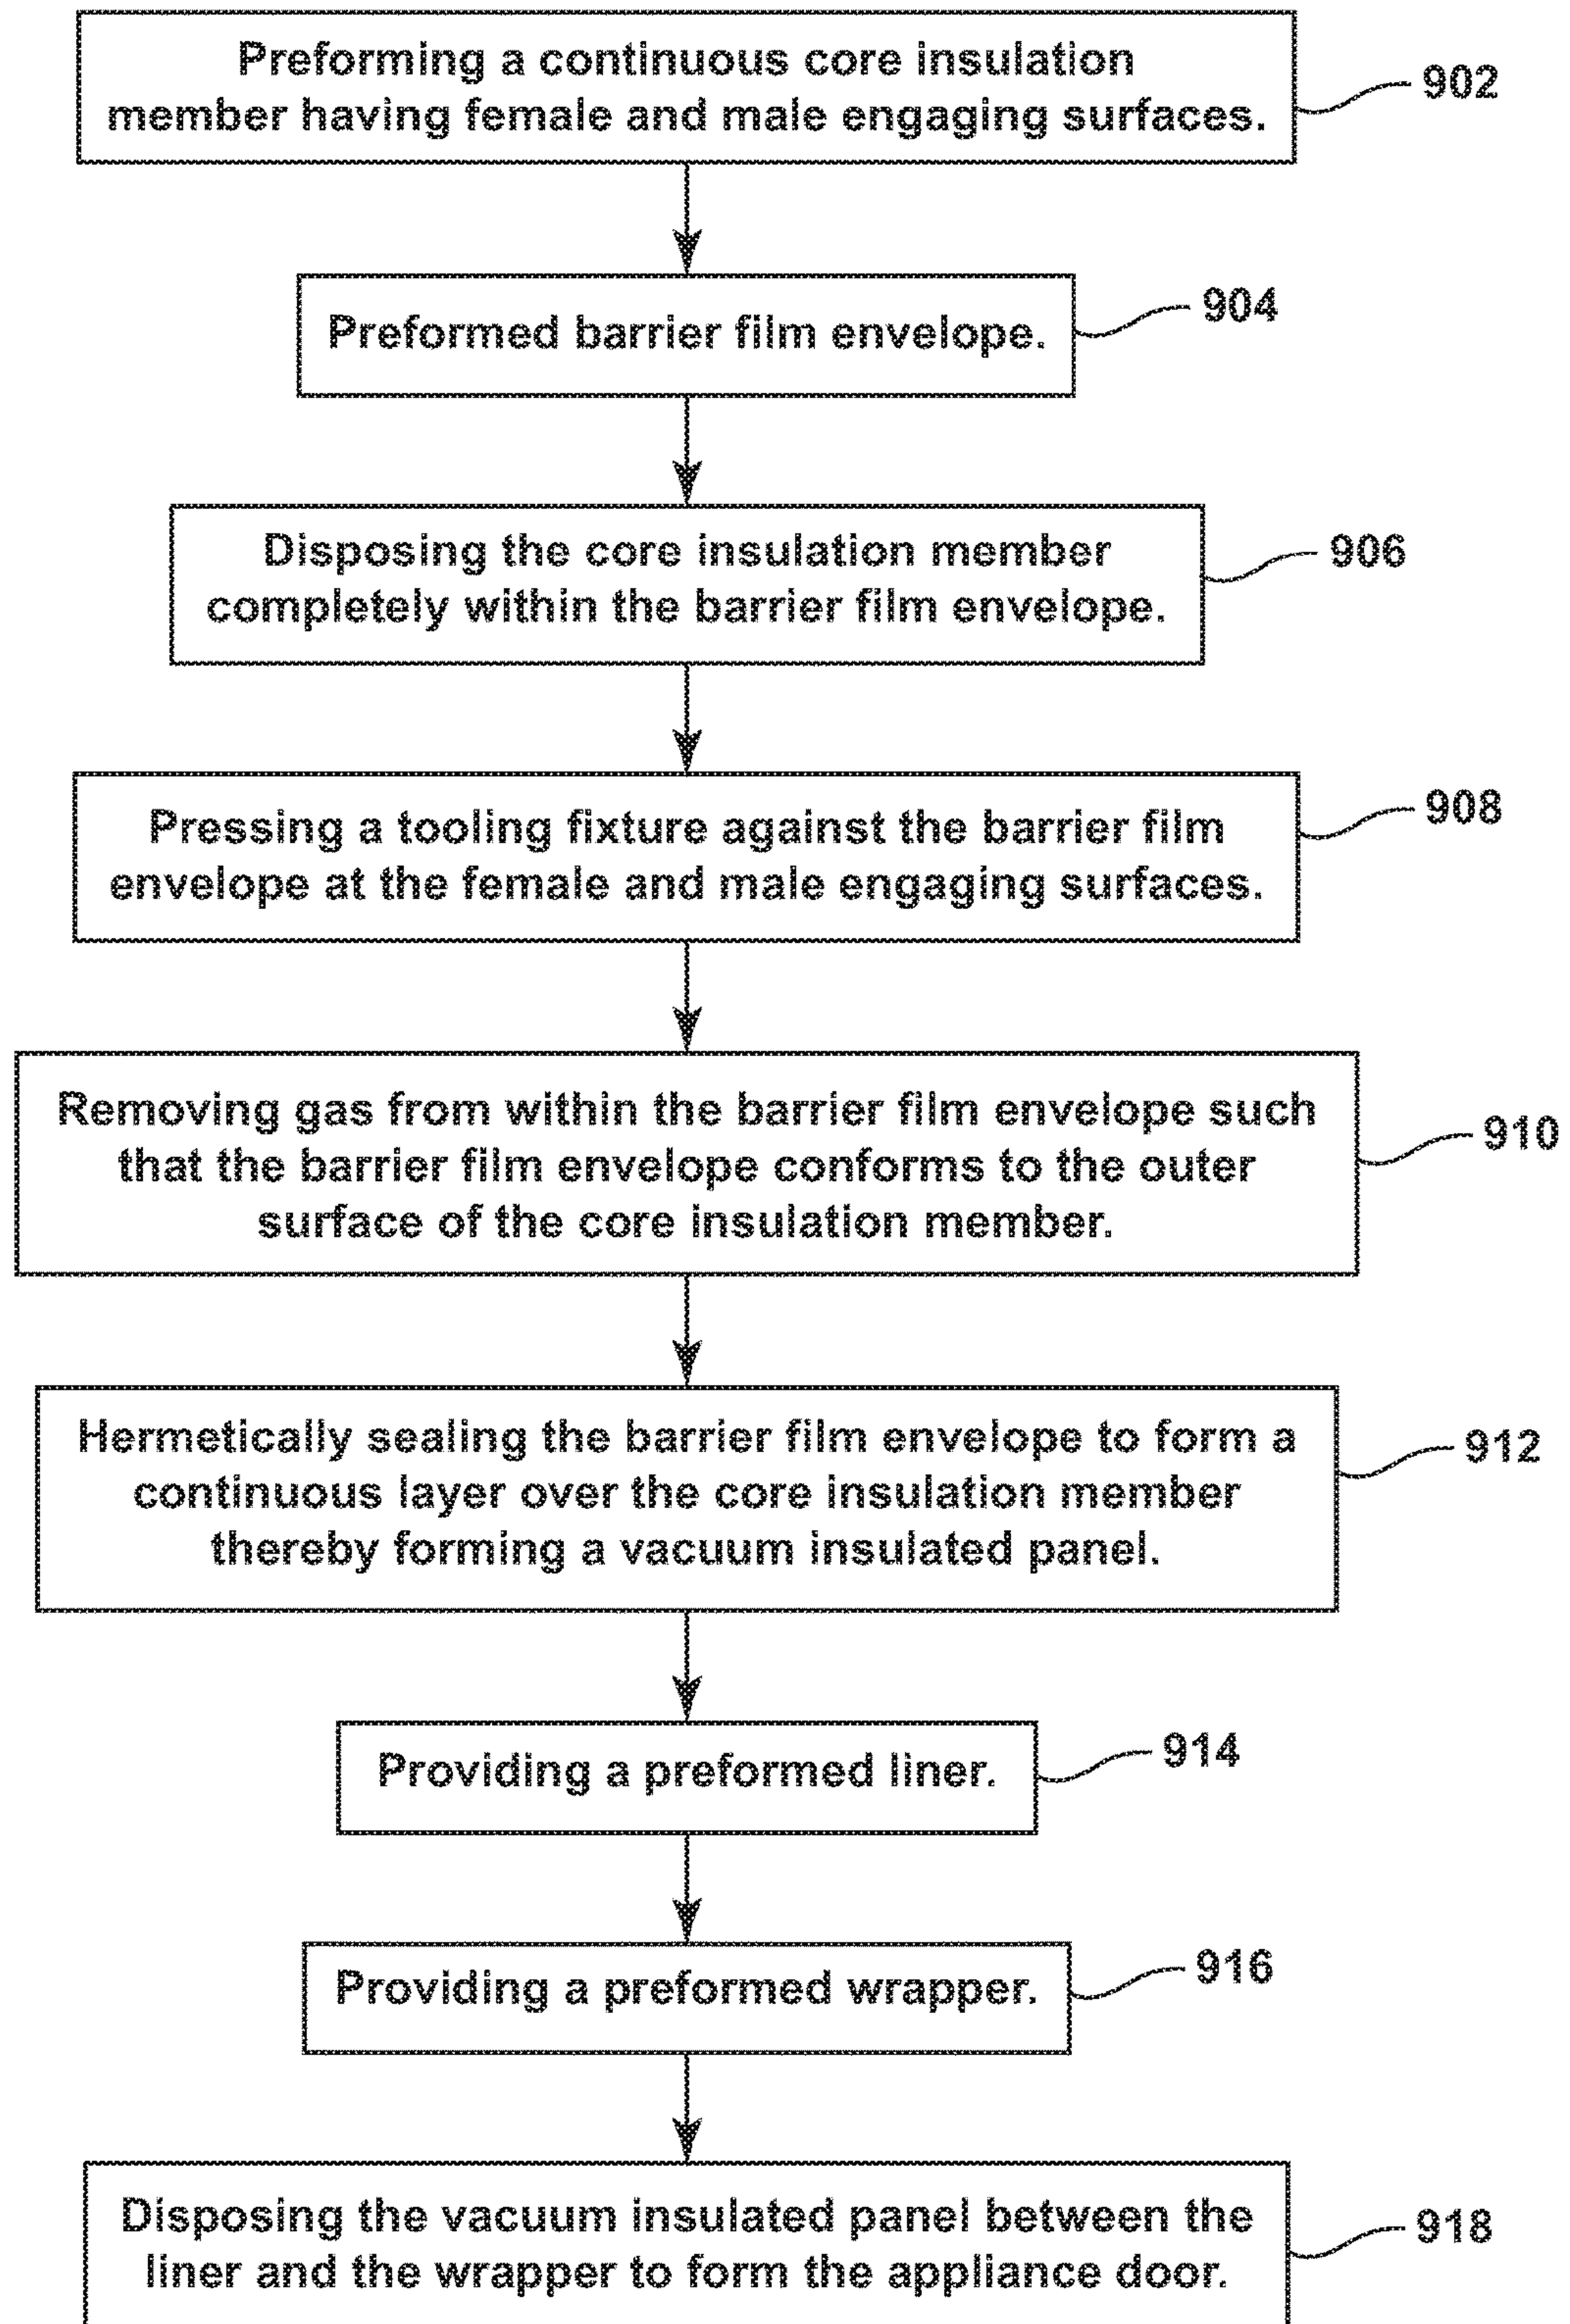 Preforming a continuous core insulation
member having female and male engaging surfaces.
902
Preformed barrier film envelope.
904
Disposing the core insulation member
completely within the barrier film envelope.
906
Pressing a tooling fixture against the barrier film
envelope at the female and male engaging surfaces.
908
Removing gas from within the barrier film envelope such
that the barrier film envelope conforms to the outer
surface of the core insulation member.
910
Hermetically sealing the barrier film envelope to form a
continuous layer over the core insulation member
thereby forming a vacuum insulated panel.
912
Providing a preformed liner.
914
Providing a preformed wrapper.
916
Disposing the vacuum insulated panel between the
liner and the wrapper to form the appliance door.
918